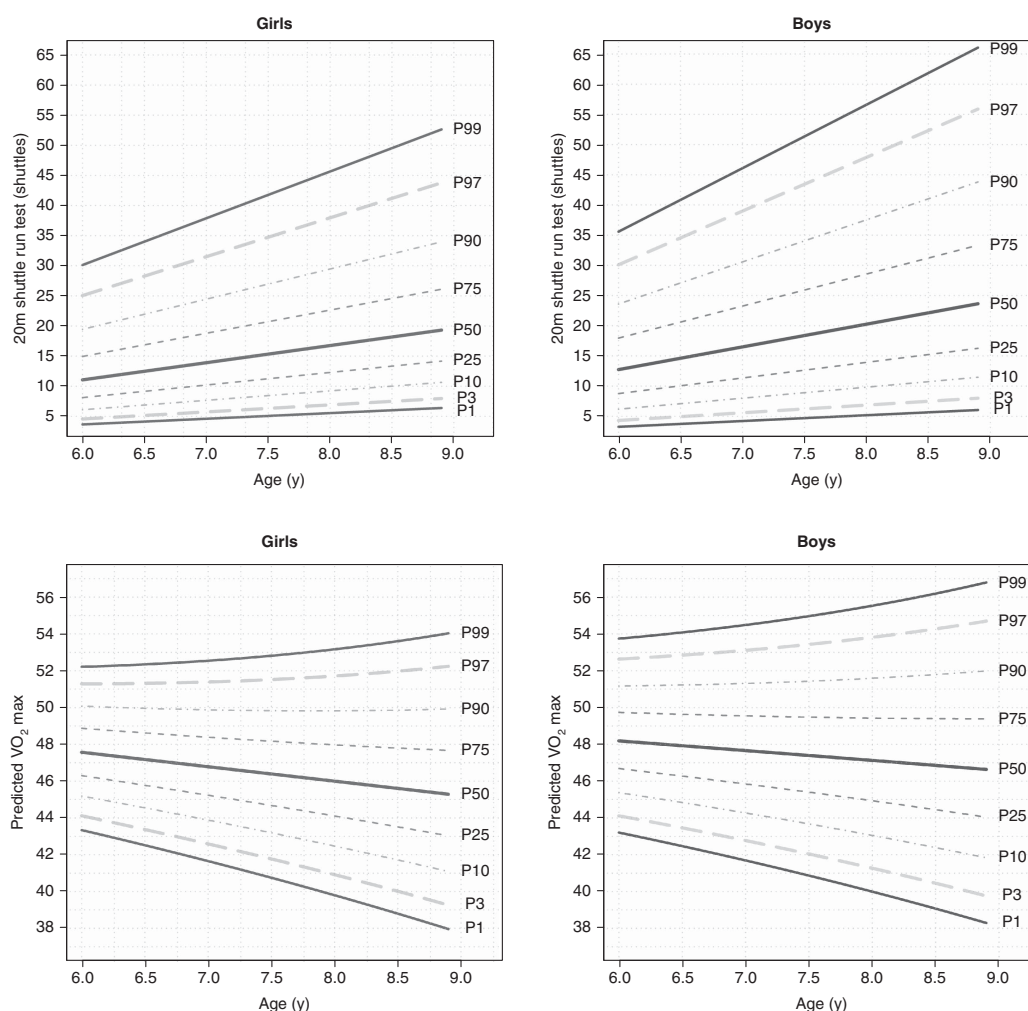 Girls
20m shuttle run test (shuttles)
65
60
55
50
45
40
35
30
25
20
15
10
5
P99
P97
P90
P75
P50
P25
P10
P3
P1
6.0 6.5 7.0 7.5 8.0 8.5 9.0
Age (y)
Boys
20m shuttle run test (shuttles)
65
60
55
50
45
40
35
30
25
20
15
10
5
P99
P97
P90
P75
P50
P25
P10
P3
P1
6.0 6.5 7.0 7.5 8.0 8.5 9.0
Age (y)
Girls
Predicted VO₂ max
56
54
52
50
48
46
44
42
40
38
P99
P97
P90
P75
P50
P25
P10
P3
P1
6.0 6.5 7.0 7.5 8.0 8.5 9.0
Age (y)
Boys
Predicted VO₂ max
56
54
52
50
48
46
44
42
40
38
P99
P97
P90
P75
P50
P25
P10
P3
P1
6.0 6.5 7.0 7.5 8.0 8.5 9.0
Age (y)